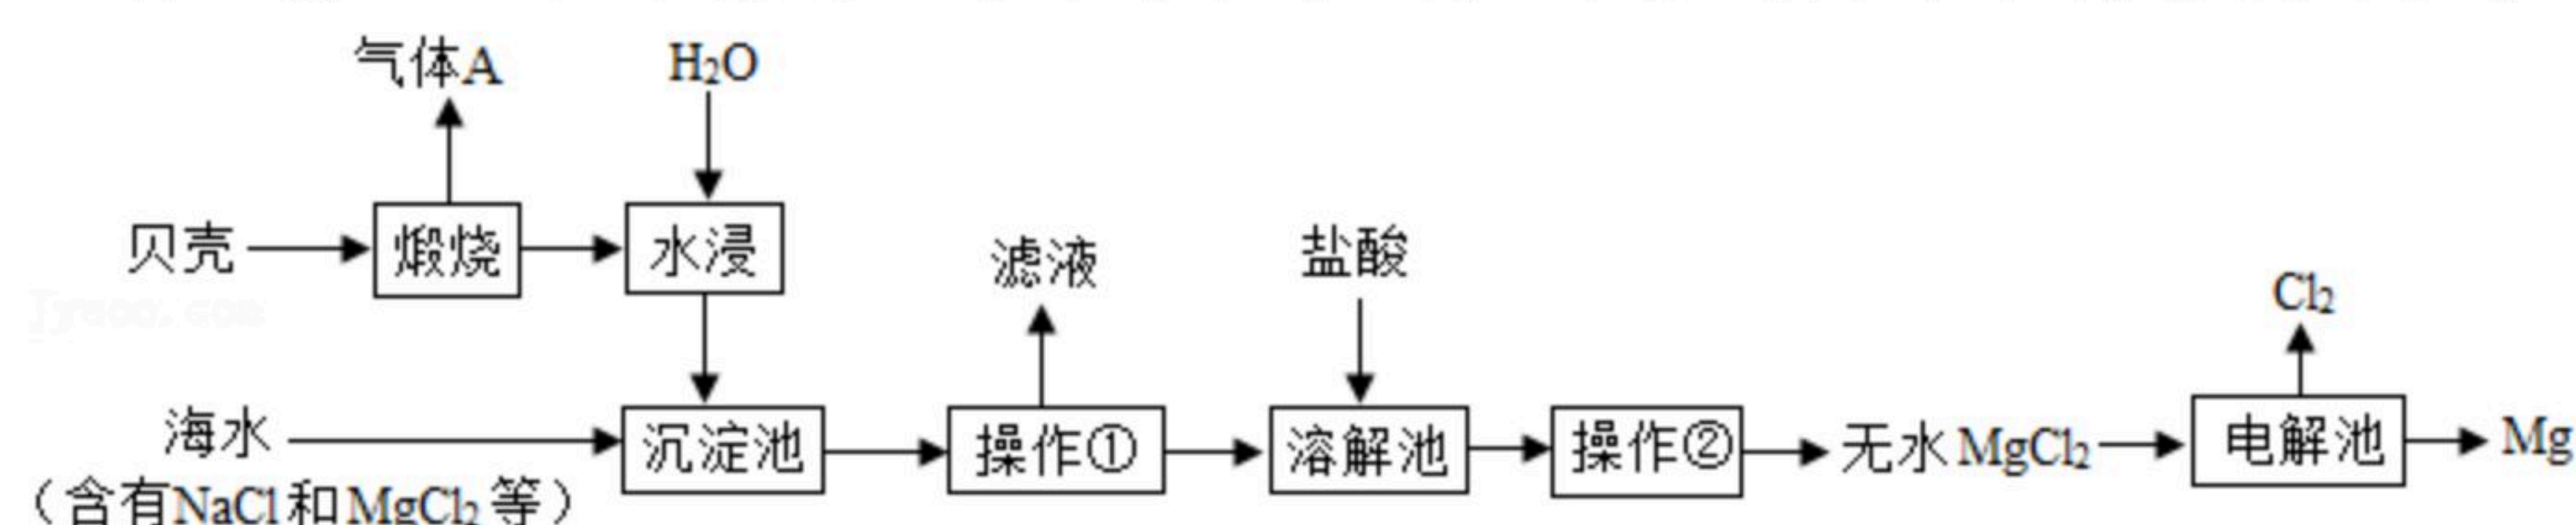 气体A
H₂O
贝壳
煅烧
水浸
滤液
盐酸
Cl₂
海水
沉淀池
操作①
溶解池
操作②
无水MgCl₂
电解池
Mg
（含有NaCl和MgCl₂等）